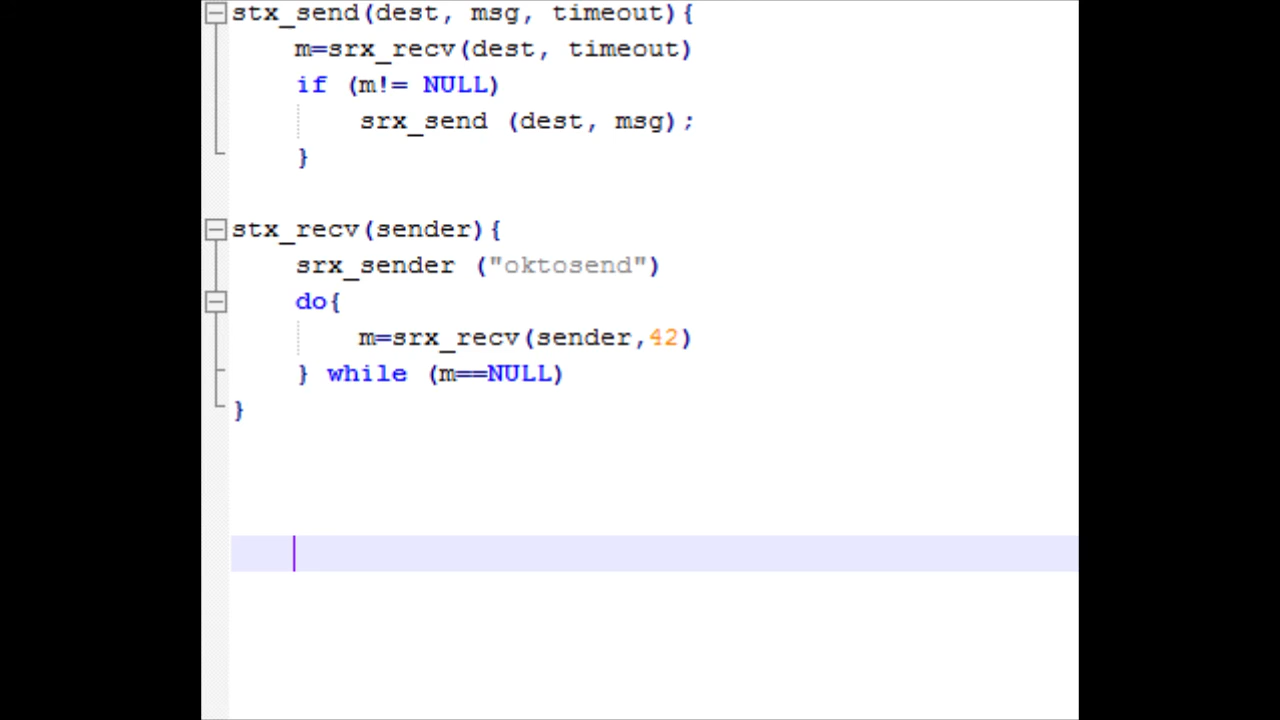 stx_send(dest, msg, timeout){
    m=srx_recv(dest, timeout)
    if (m!= NULL)
        srx_send (dest, msg);
    }
stx_recv(sender){
    srx_sender ("oktosend")
    do{
        m=srx_recv(sender,42)
    } while (m==NULL)
}